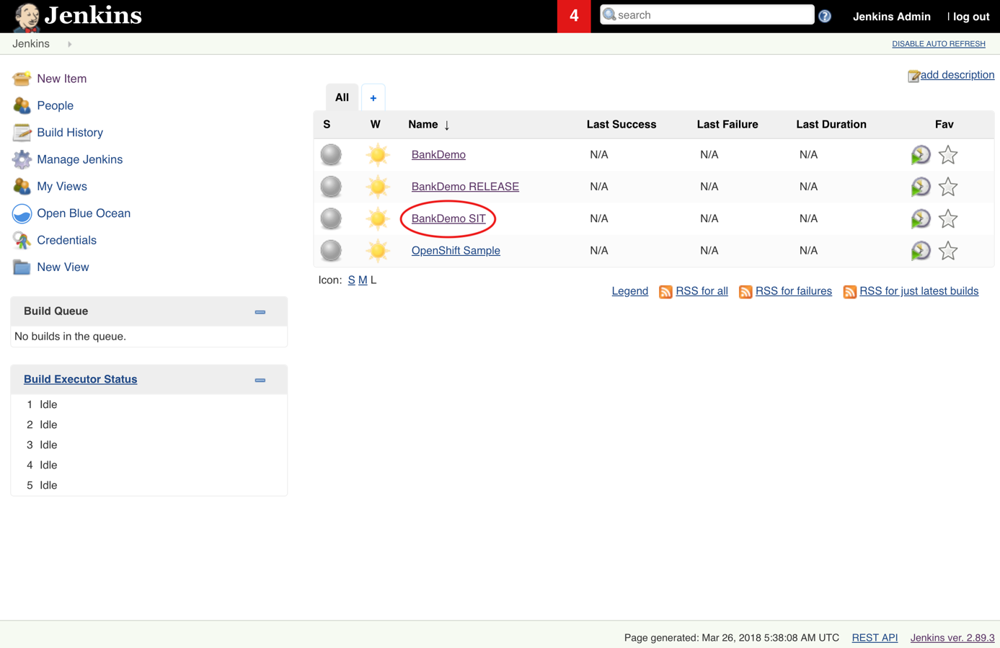 Jenkins 4 search ? Jenkins Admin | log out
Jenkins DISABLE AUTO REFRESH
New Item
People
Build History
Manage Jenkins
My Views
Open Blue Ocean
Credentials
New View
Build Queue
No builds in the queue.
Build Executor Status
1 Idle
2 Idle
3 Idle
4 Idle
5 Idle
add description
All +
S W Name ↓ Last Success Last Failure Last Duration Fav
BankDemo N/A N/A N/A
BankDemo RELEASE N/A N/A N/A
BankDemo SIT N/A N/A N/A
OpenShift Sample N/A N/A N/A
Icon: S M L
Legend RSS for all RSS for failures RSS for just latest builds
Page generated: Mar 26, 2018 5:38:08 AM UTC REST API Jenkins ver. 2.89.3